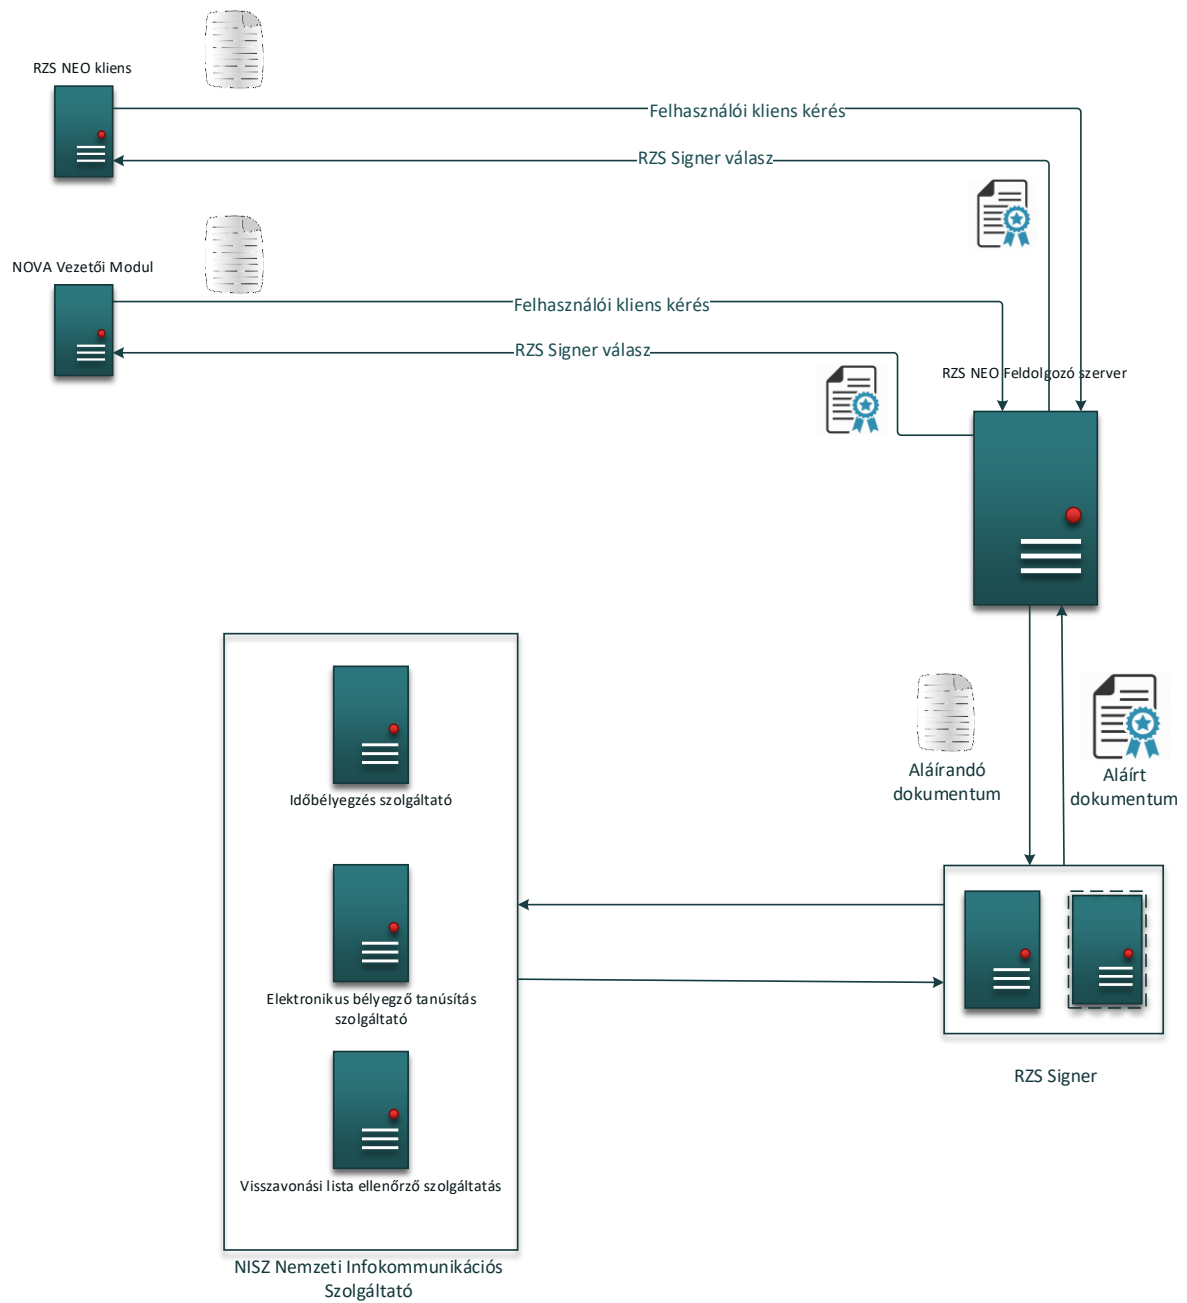 RZS NEO kliens
Felhasználói kliens kérés
RZS Signer válasz
NOVA Vezetői Modul
Felhasználói kliens kérés
RZS Signer válasz
RZS NEO Feldolgozó szerver
Aláírandó
dokumentum
Aláírt
dokumentum
Időbélyegzés szolgáltató
Elektronikus bélyegző tanúsítás
szolgáltató
Visszavonási lista ellenőrző szolgáltatás
RZS Signer
NISZ Nemzeti Infokommunikációs
Szolgáltató